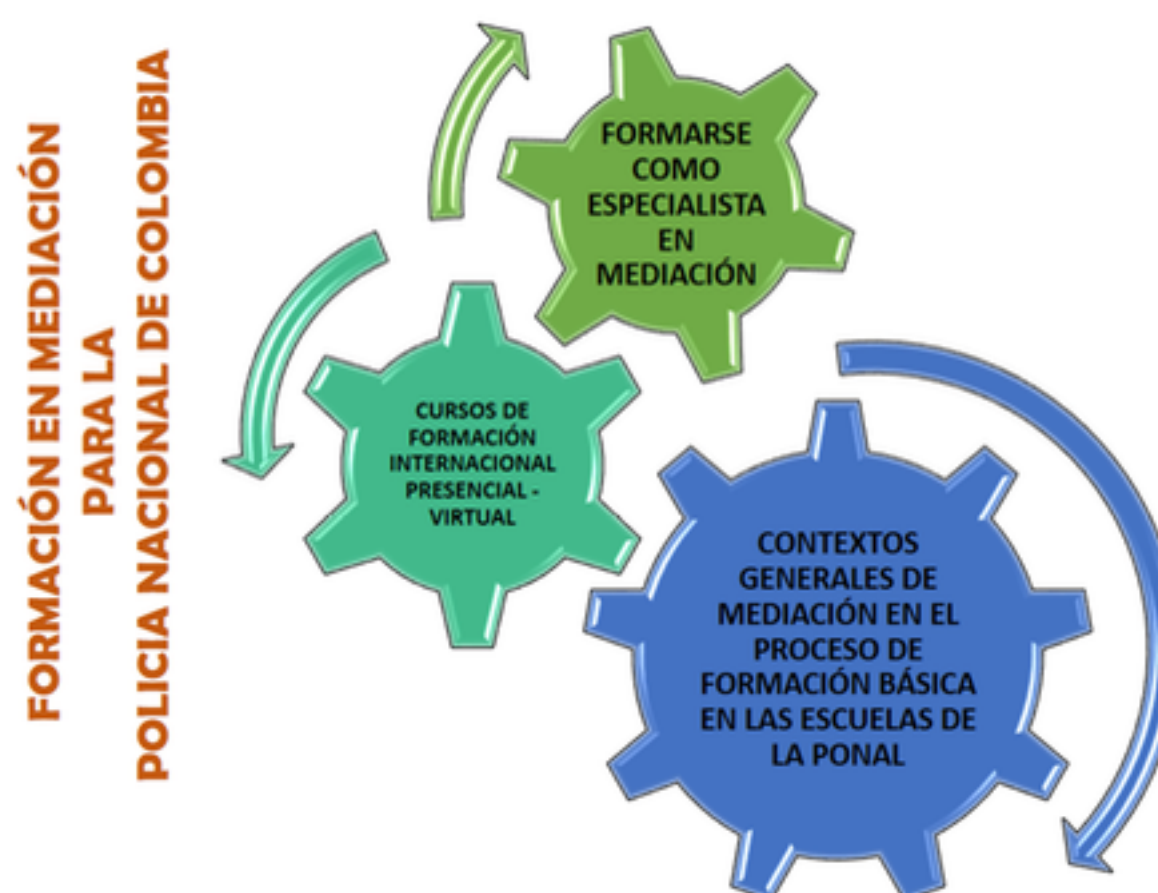 FORMACIÓN EN MEDIACIÓN
PARA LA
POLICIA NACIONAL DE COLOMBIA
FORMARSE
COMO
ESPECIALISTA
EN
MEDIACIÓN
CURSOS DE
FORMACIÓN
INTERNACIONAL
PRESENCIAL -
VIRTUAL
CONTEXTOS
GENERALES DE
MEDIACIÓN EN EL
PROCESO DE
FORMACIÓN BÁSICA
EN LAS ESCUELAS DE
LA PONAL